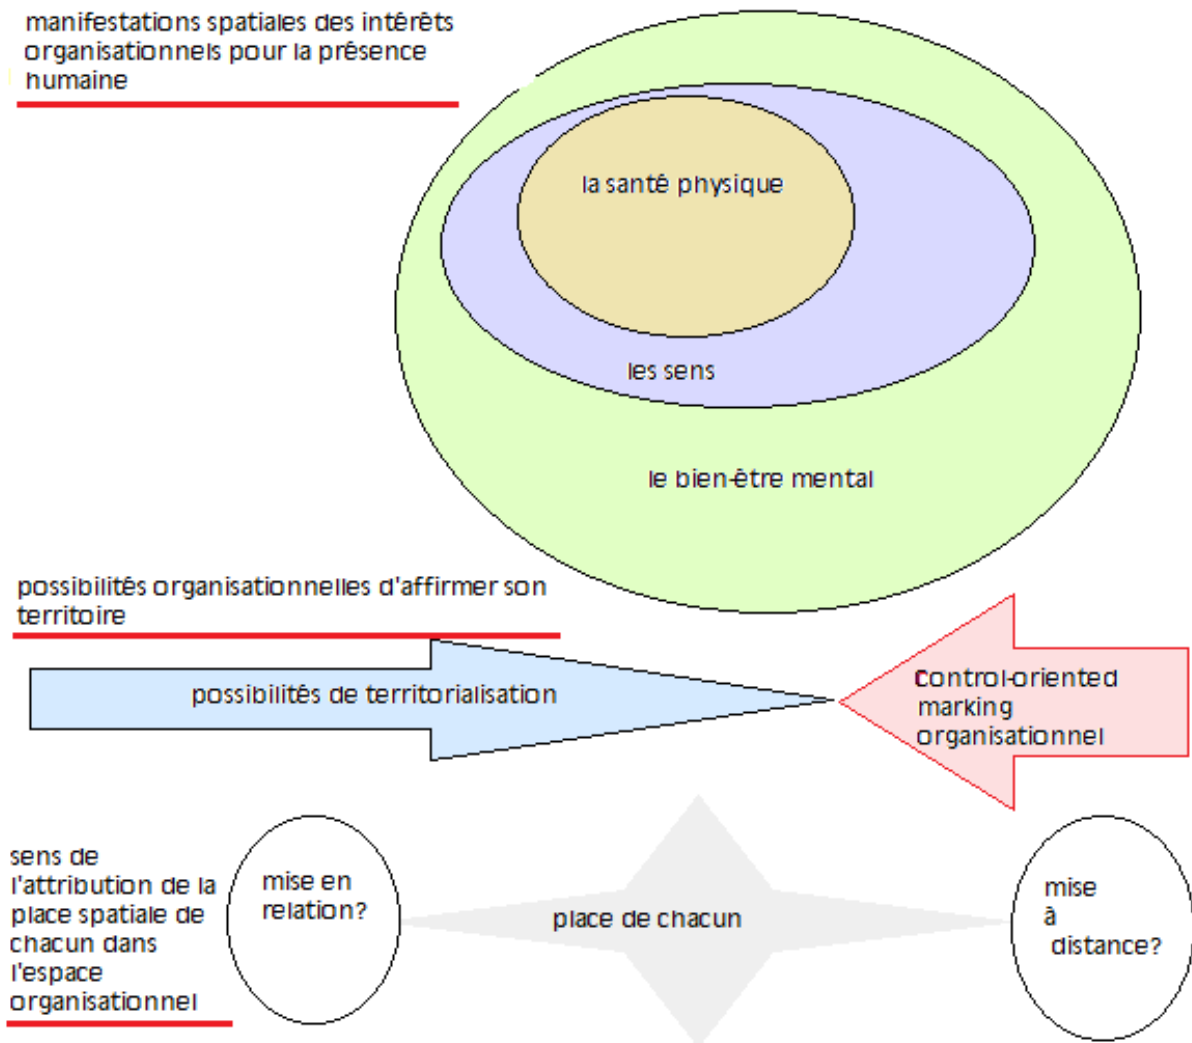 manifestations spatiales des intérêts
organisationnels pour la présence
humaine
la santé physique
les sens
le bien-être mental
possibilités organisationnelles d'affirmer son
territoire
possibilités de territorialisation
Control-oriented
marking
organisationnel
sens de
l'attribution de la
place spatiale de
chacun dans
l'espace
organisationnel
mise en
relation?
place de chacun
mise
à
distance?